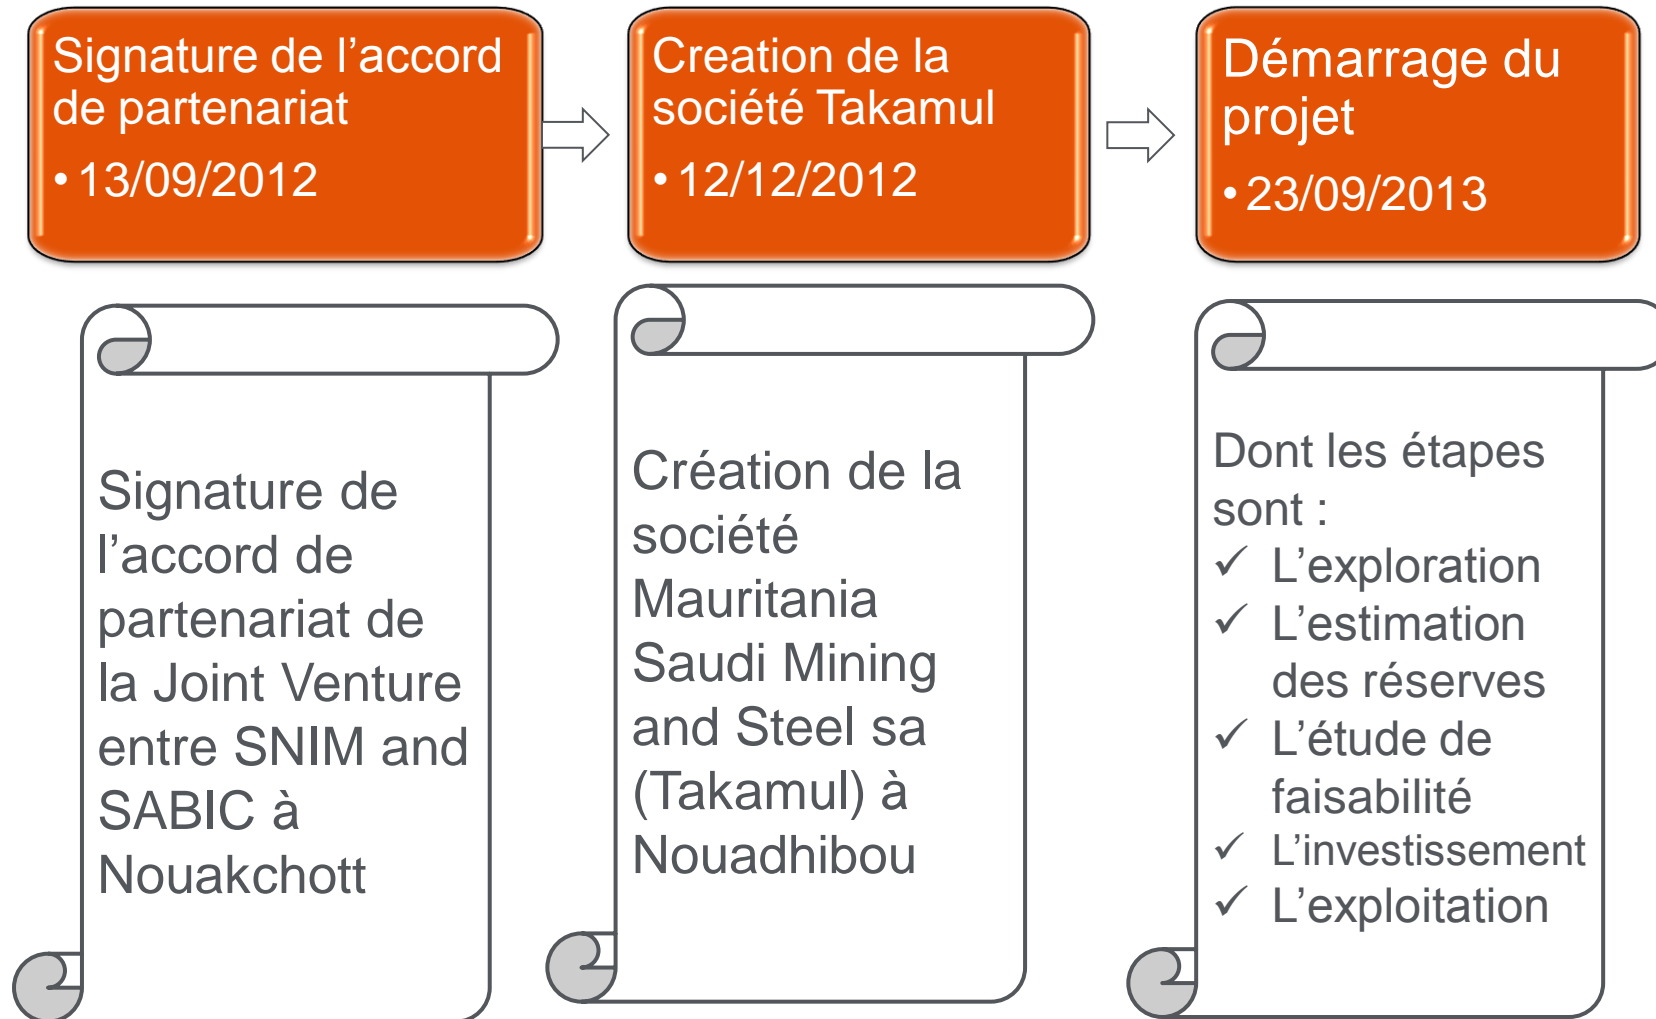 Signature de l’accord
de partenariat
• 13/09/2012
Creation de la
société Takamul
• 12/12/2012
Démarrage du
projet
• 23/09/2013
Signature de
l’accord de
partenariat de
la Joint Venture
entre SNIM and
SABIC à
Nouakchott
Création de la
société
Mauritania
Saudi Mining
and Steel sa
(Takamul) à
Nouadhibou
Dont les étapes
sont :
✓ L’exploration
✓ L’estimation
des réserves
✓ L’étude de
faisabilité
✓ L’investissement
✓ L’exploitation